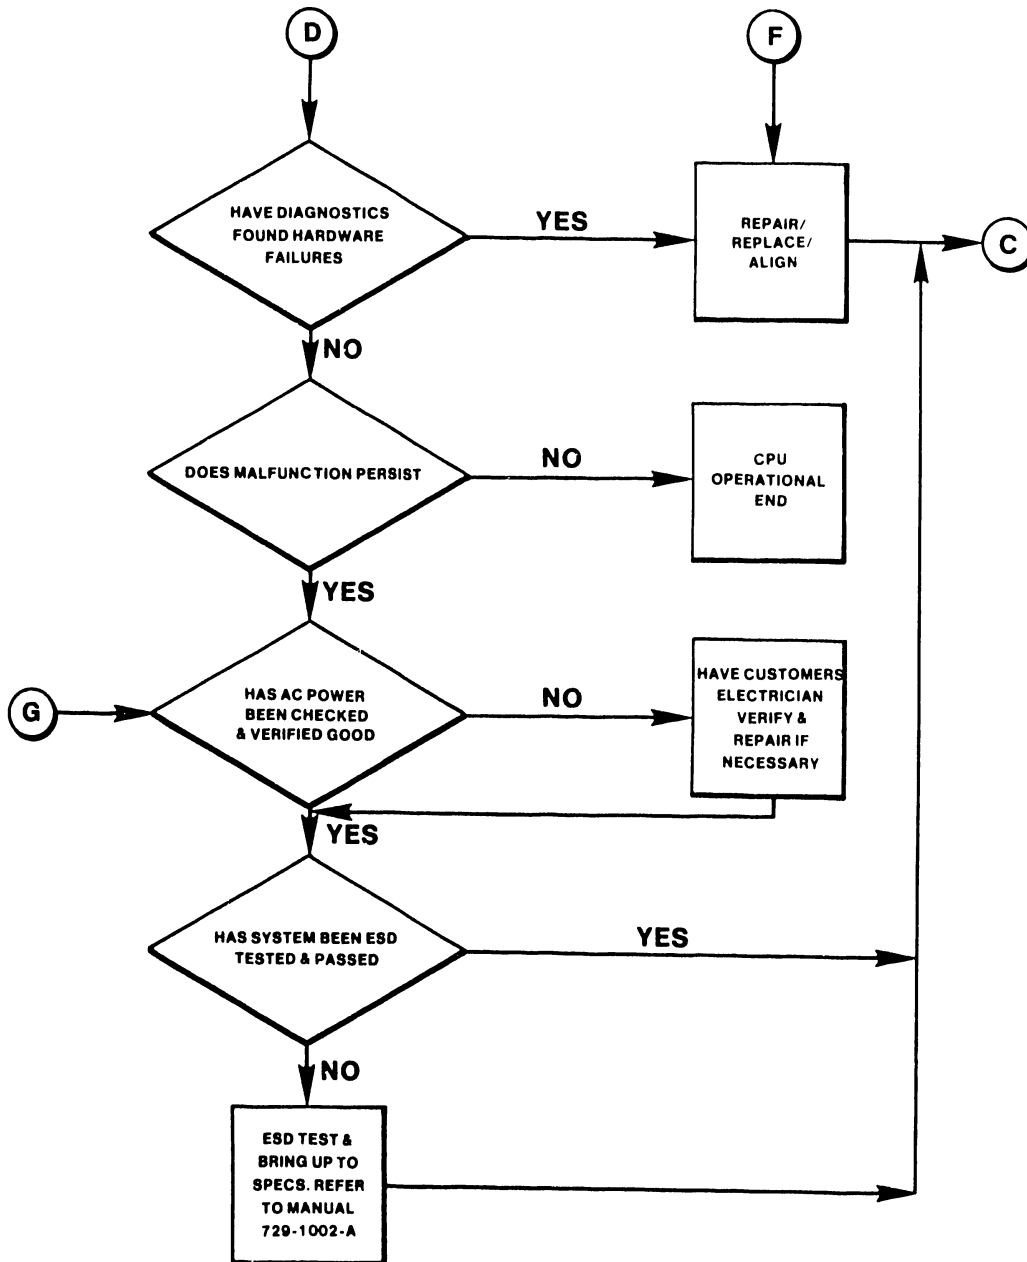 D
F
HAVE DIAGNOSTICS
FOUND HARDWARE
FAILURES
YES
REPAIR/
REPLACE/
ALIGN
C
NO
DOES MALFUNCTION PERSIST
NO
CPU
OPERATIONAL
END
YES
G
HAS AC POWER
BEEN CHECKED
& VERIFIED GOOD
NO
HAVE CUSTOMERS
ELECTRICIAN
VERIFY &
REPAIR IF
NECESSARY
YES
HAS SYSTEM BEEN ESD
TESTED & PASSED
YES
NO
ESD TEST &
BRING UP TO
SPECS. REFER
TO MANUAL
729-1002-A